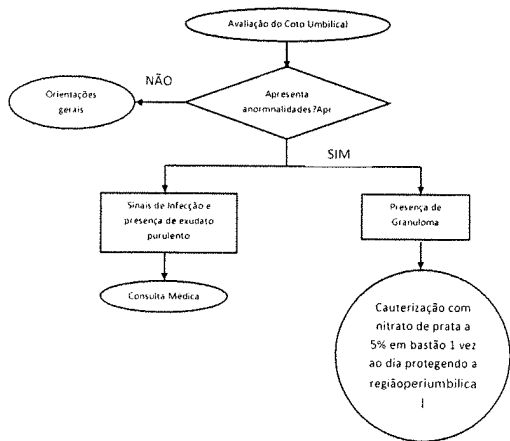 Avaliação do Coto Umbilical
NÃO
Orientações
gerais
Apresenta
anormnalidades?Apr
SIM
Sinais de Infecção e
presença de exudato
purulento
Presença de
Granuloma
Consulta Médica
Cauterização com
nitrato de prata a
5% em bastão 1 vez
ao dia protegendo a
regiãoperiumbilica
l